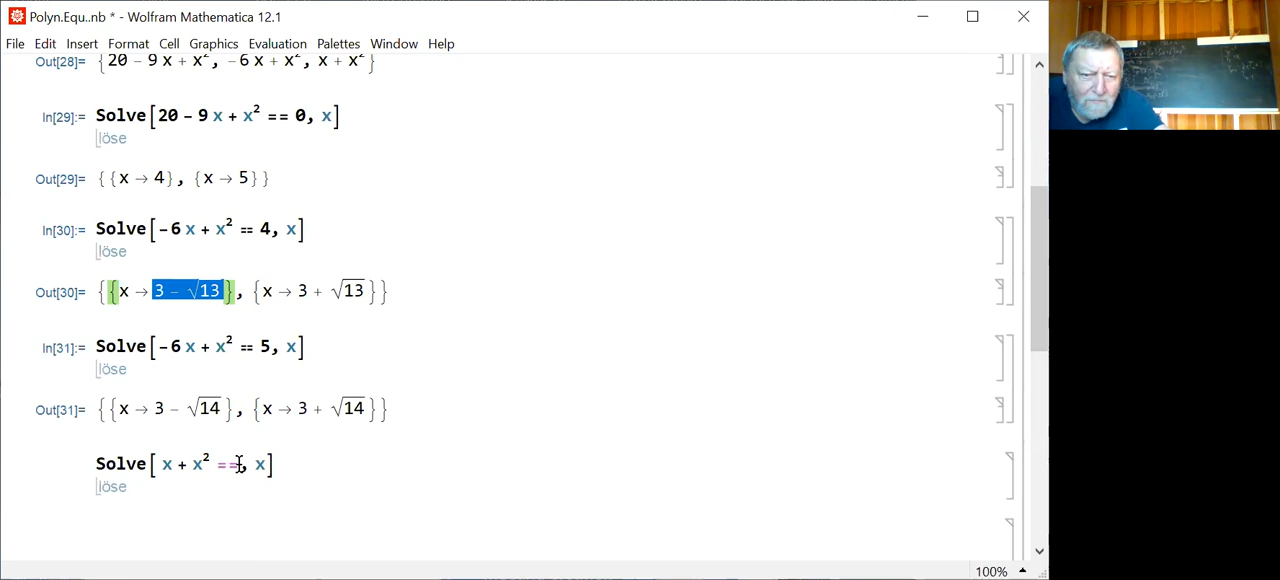 Polyn.Equ..nb * - Wolfram Mathematica 12.1
File Edit Insert Format Cell Graphics Evaluation Palettes Window Help
Out[28]= {20 − 9 x + x², −6 x + x², x + x²}
In[29]:= Solve[20 − 9 x + x² == 0, x]
löse
Out[29]= {{x → 4}, {x → 5}}
In[30]:= Solve[−6 x + x² == 4, x]
löse
Out[30]= {{x → 3 − √13}, {x → 3 + √13}}
In[31]:= Solve[−6 x + x² == 5, x]
löse
Out[31]= {{x → 3 − √14}, {x → 3 + √14}}
Solve[ x + x² ==, x]
löse
100%